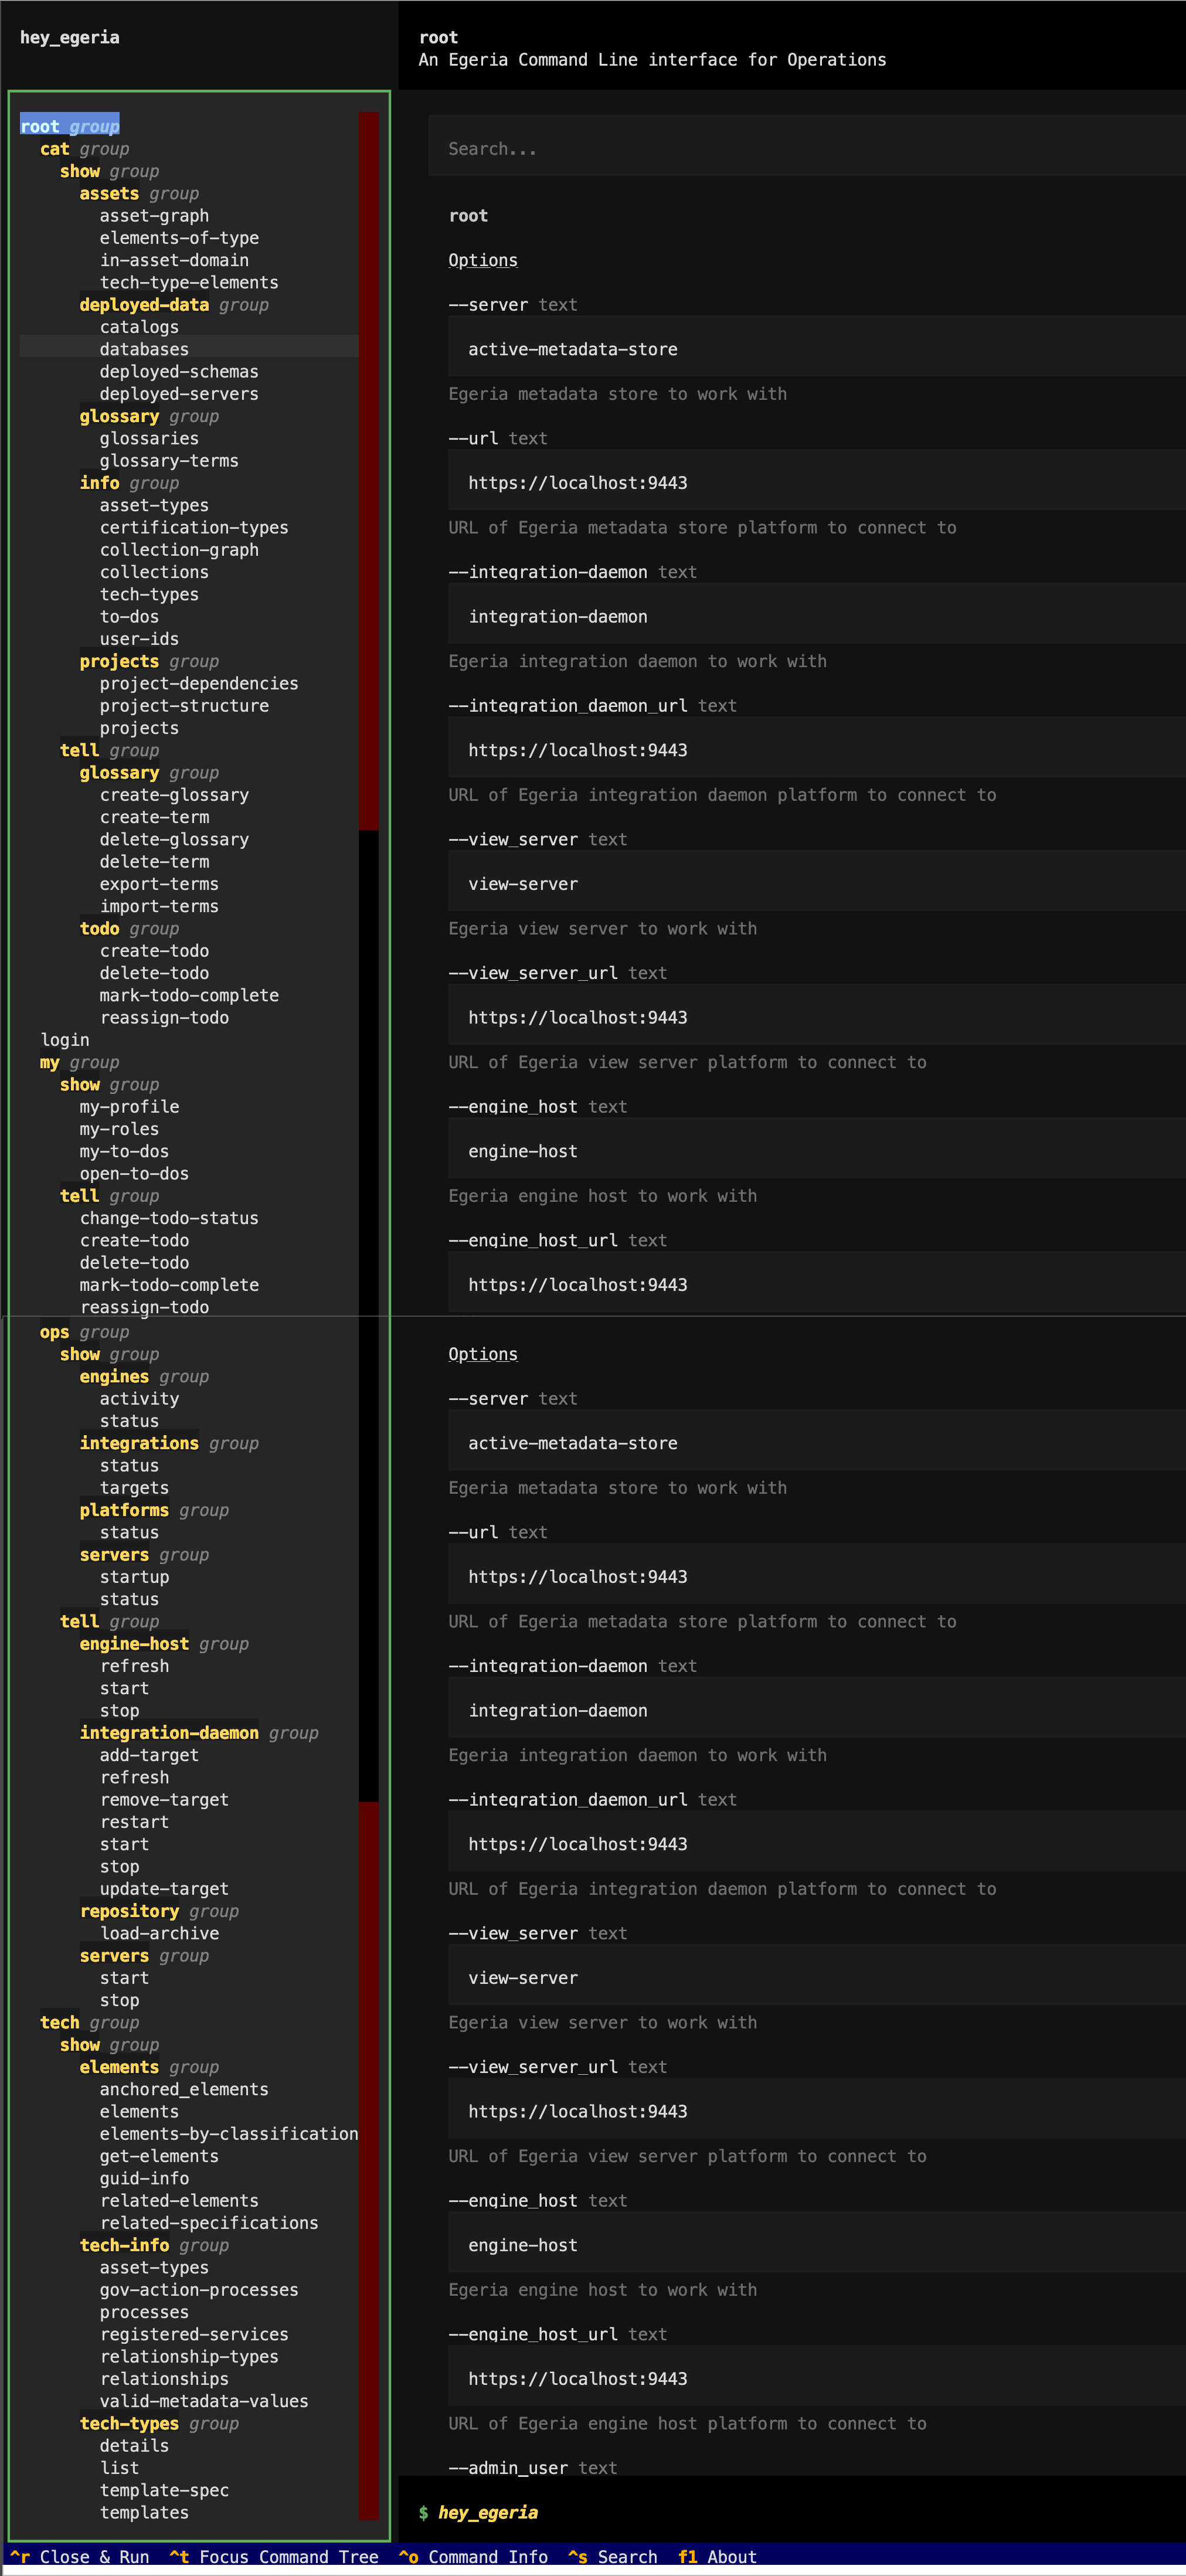 hey_egeria
root
An Egeria Command Line interface for Operations
root group
cat group
show group
assets group
asset-graph
elements-of-type
in-asset-domain
tech-type-elements
deployed-data group
catalogs
databases
deployed-schemas
deployed-servers
glossary group
glossaries
glossary-terms
info group
asset-types
certification-types
collection-graph
collections
tech-types
to-dos
user-ids
projects group
project-dependencies
project-structure
projects
tell group
glossary group
create-glossary
create-term
delete-glossary
delete-term
export-terms
import-terms
todo group
create-todo
delete-todo
mark-todo-complete
reassign-todo
login
my group
show group
my-profile
my-roles
my-to-dos
open-to-dos
tell group
change-todo-status
create-todo
delete-todo
mark-todo-complete
reassign-todo
ops group
show group
engines group
activity
status
integrations group
status
targets
platforms group
status
servers group
startup
status
tell group
engine-host group
refresh
start
stop
integration-daemon group
add-target
refresh
remove-target
restart
start
stop
update-target
repository group
load-archive
servers group
start
stop
tech group
show group
elements group
anchored_elements
elements
elements-by-classification
get-elements
guid-info
related-elements
related-specifications
tech-info group
asset-types
gov-action-processes
processes
registered-services
relationship-types
relationships
valid-metadata-values
tech-types group
details
list
template-spec
templates
Search...
root
Options
--server text
active-metadata-store
Egeria metadata store to work with
--url text
https://localhost:9443
URL of Egeria metadata store platform to connect to
--integration-daemon text
integration-daemon
Egeria integration daemon to work with
--integration_daemon_url text
https://localhost:9443
URL of Egeria integration daemon platform to connect to
--view_server text
view-server
Egeria view server to work with
--view_server_url text
https://localhost:9443
URL of Egeria view server platform to connect to
--engine_host text
engine-host
Egeria engine host to work with
--engine_host_url text
https://localhost:9443
Options
--server text
active-metadata-store
Egeria metadata store to work with
--url text
https://localhost:9443
URL of Egeria metadata store platform to connect to
--integration-daemon text
integration-daemon
Egeria integration daemon to work with
--integration_daemon_url text
https://localhost:9443
URL of Egeria integration daemon platform to connect to
--view_server text
view-server
Egeria view server to work with
--view_server_url text
https://localhost:9443
URL of Egeria view server platform to connect to
--engine_host text
engine-host
Egeria engine host to work with
--engine_host_url text
https://localhost:9443
URL of Egeria engine host platform to connect to
--admin_user text
$ hey_egeria
^r Close & Run ^t Focus Command Tree ^o Command Info ^s Search f1 About